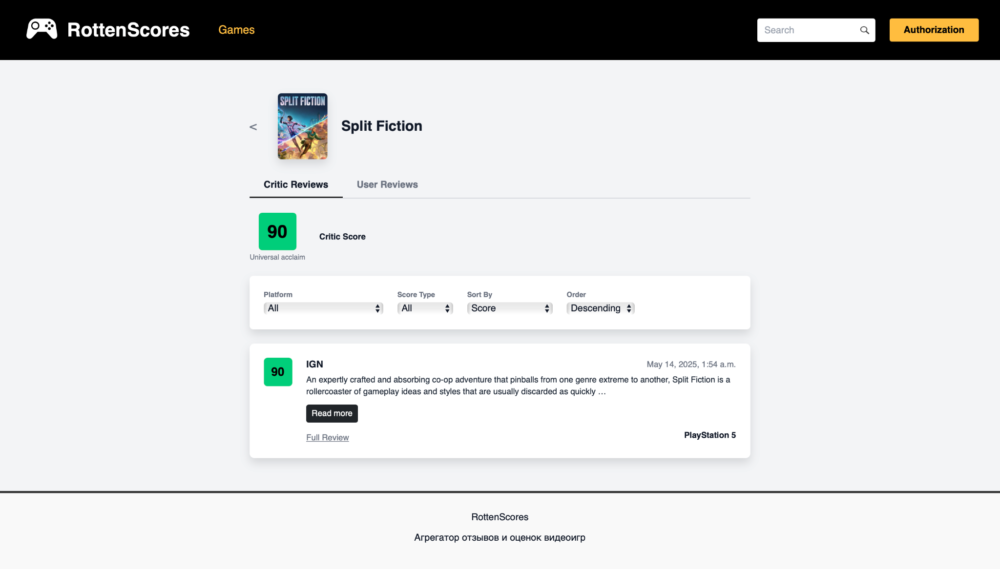 RottenScores
Games
Search
Authorization
<
SPLIT FICTION
Split Fiction
Critic Reviews
User Reviews
90
Critic Score
Universal acclaim
Platform
Score Type
Sort By
Order
All
All
Score
Descending
90
IGN
May 14, 2025, 1:54 a.m.
An expertly crafted and absorbing co-op adventure that pinballs from one genre extreme to another, Split Fiction is a
rollercoaster of gameplay ideas and styles that are usually discarded as quickly …
Read more
Full Review
PlayStation 5
RottenScores
Агрегатор отзывов и оценок видеоигр